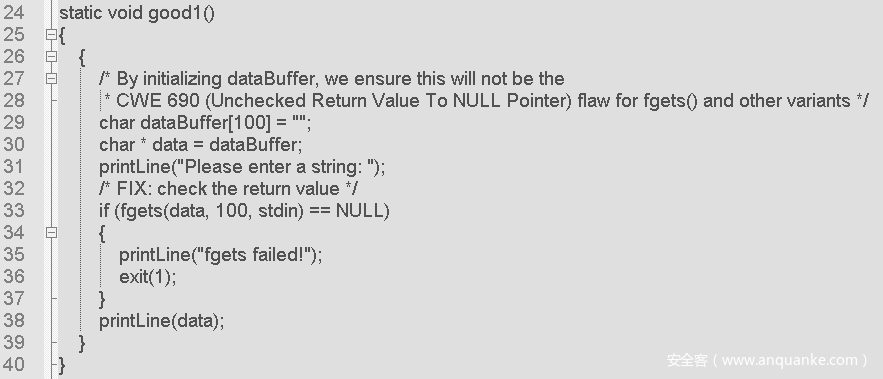 24 static void good1()
25 {
26 {
27 /* By initializing dataBuffer, we ensure this will not be the
28 * CWE 690 (Unchecked Return Value To NULL Pointer) flaw for fgets() and other variants */
29 char dataBuffer[100] = "";
30 char * data = dataBuffer;
31 printLine("Please enter a string: ");
32 /* FIX: check the return value */
33 if (fgets(data, 100, stdin) == NULL)
34 {
35 printLine("fgets failed!");
36 exit(1);
37 }
38 printLine(data);
39 }
40 }
安全客（www.anquanke.com）